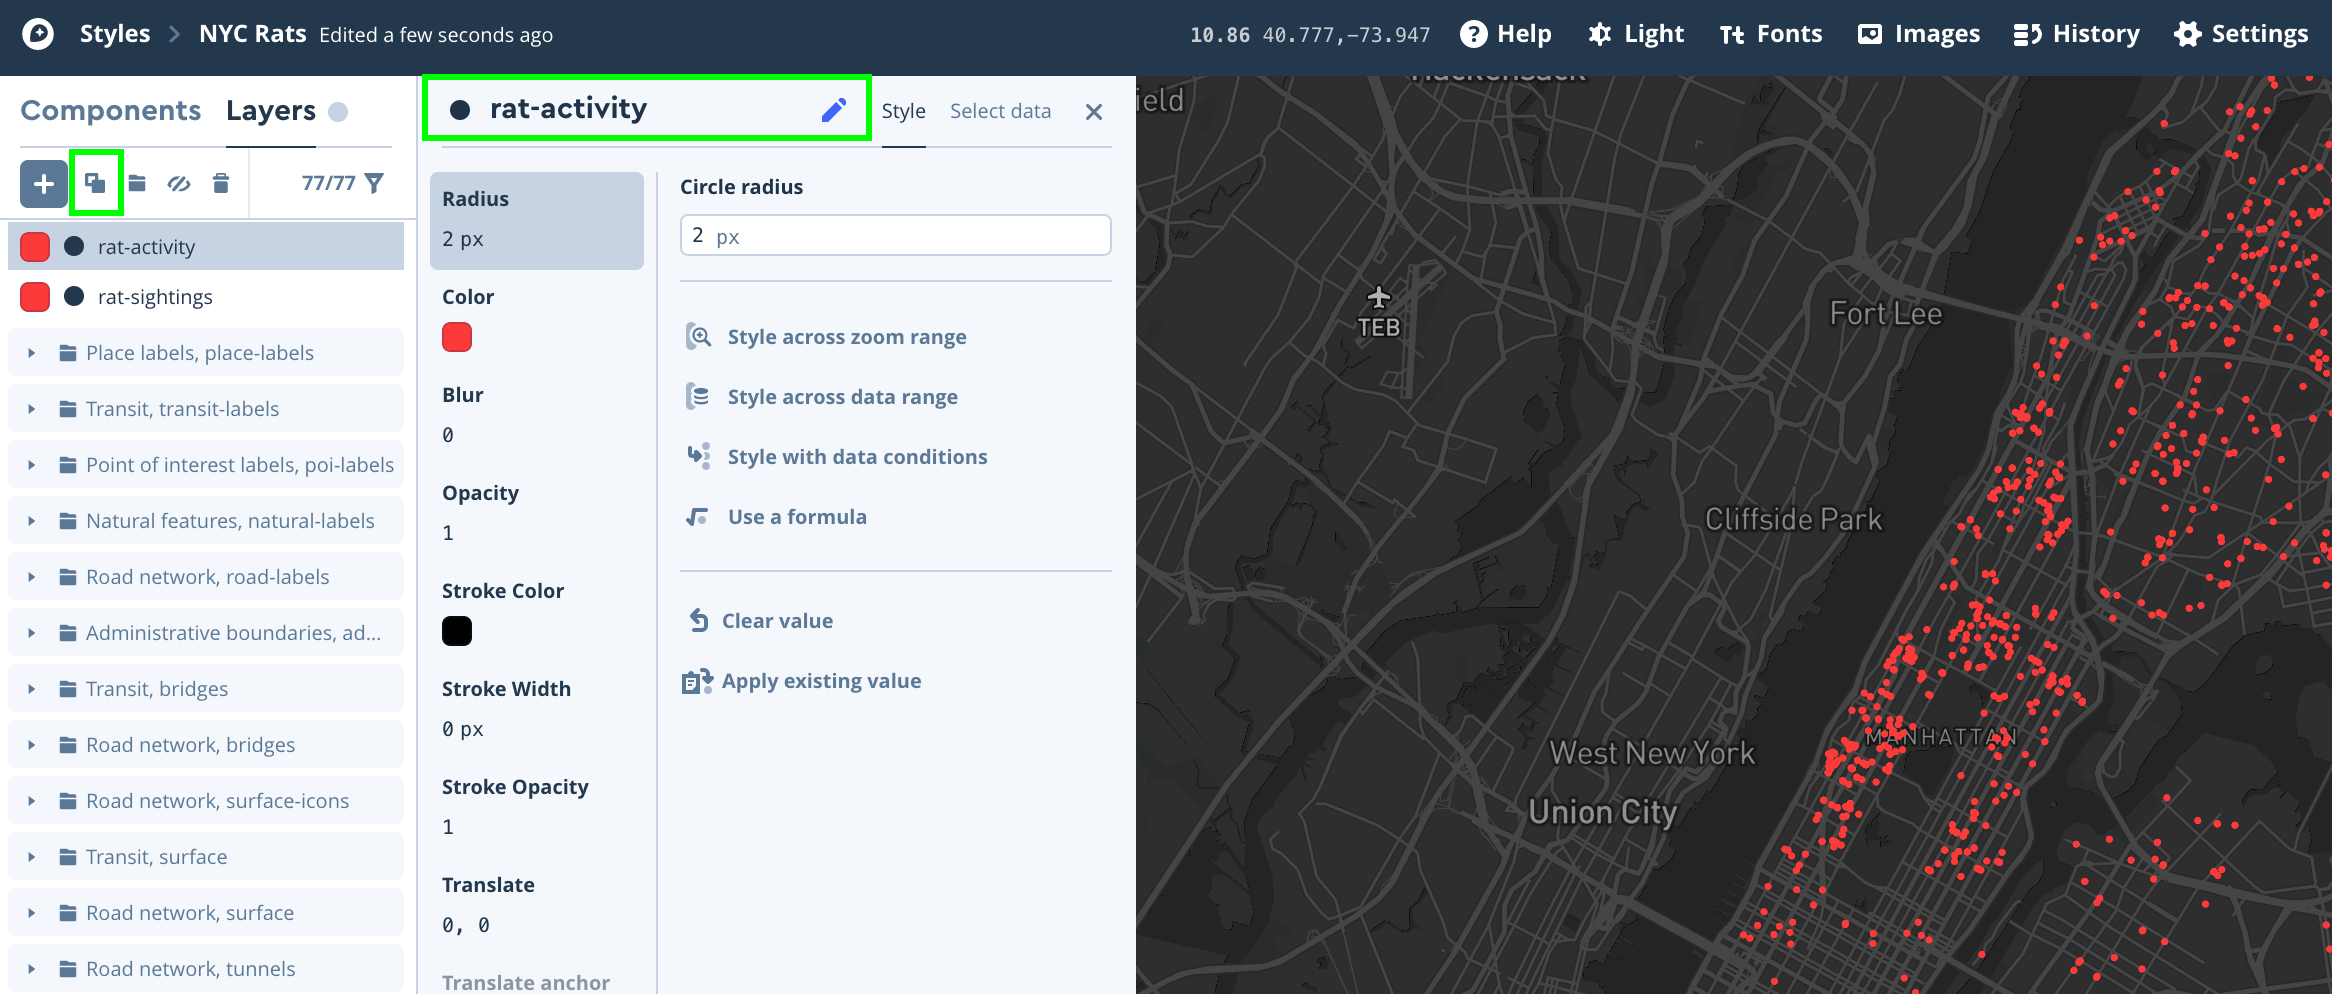 Styles > NYC Rats Edited a few seconds ago
10.86 40.777,-73.947
? Help
Light
Tt Fonts
Images
History
Settings
Components Layers
77/77
rat-activity
rat-sightings
Place labels, place-labels
Transit, transit-labels
Point of interest labels, poi-labels
Natural features, natural-labels
Road network, road-labels
Administrative boundaries, ad...
Transit, bridges
Road network, bridges
Road network, surface-icons
Transit, surface
Road network, surface
Road network, tunnels
rat-activity
Style Select data
Radius
2 px
Color
Blur
0
Opacity
1
Stroke Color
Stroke Width
0 px
Stroke Opacity
1
Translate
0, 0
Translate anchor
Circle radius
2 px
Style across zoom range
Style across data range
Style with data conditions
Use a formula
Clear value
Apply existing value
Hackensack
ield
TEB
Fort Lee
Cliffside Park
MANHATTAN
West New York
Union City